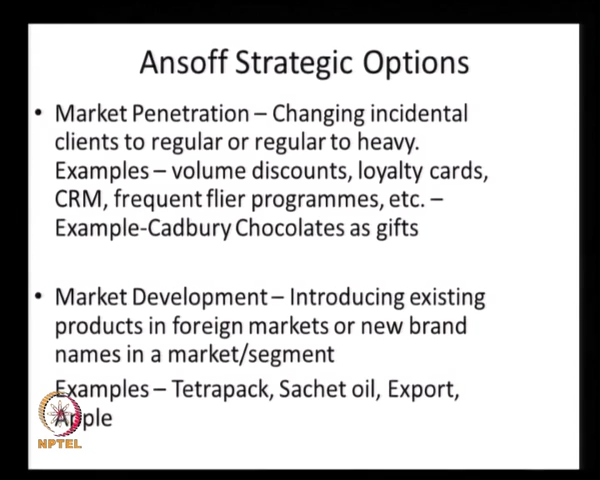 Ansoff Strategic Options
• Market Penetration – Changing incidental
clients to regular or regular to heavy.
Examples – volume discounts, loyalty cards,
CRM, frequent flier programmes, etc. –
Example-Cadbury Chocolates as gifts
• Market Development – Introducing existing
products in foreign markets or new brand
names in a market/segment
Examples – Tetrapack, Sachet oil, Export,
Apple
NPTEL